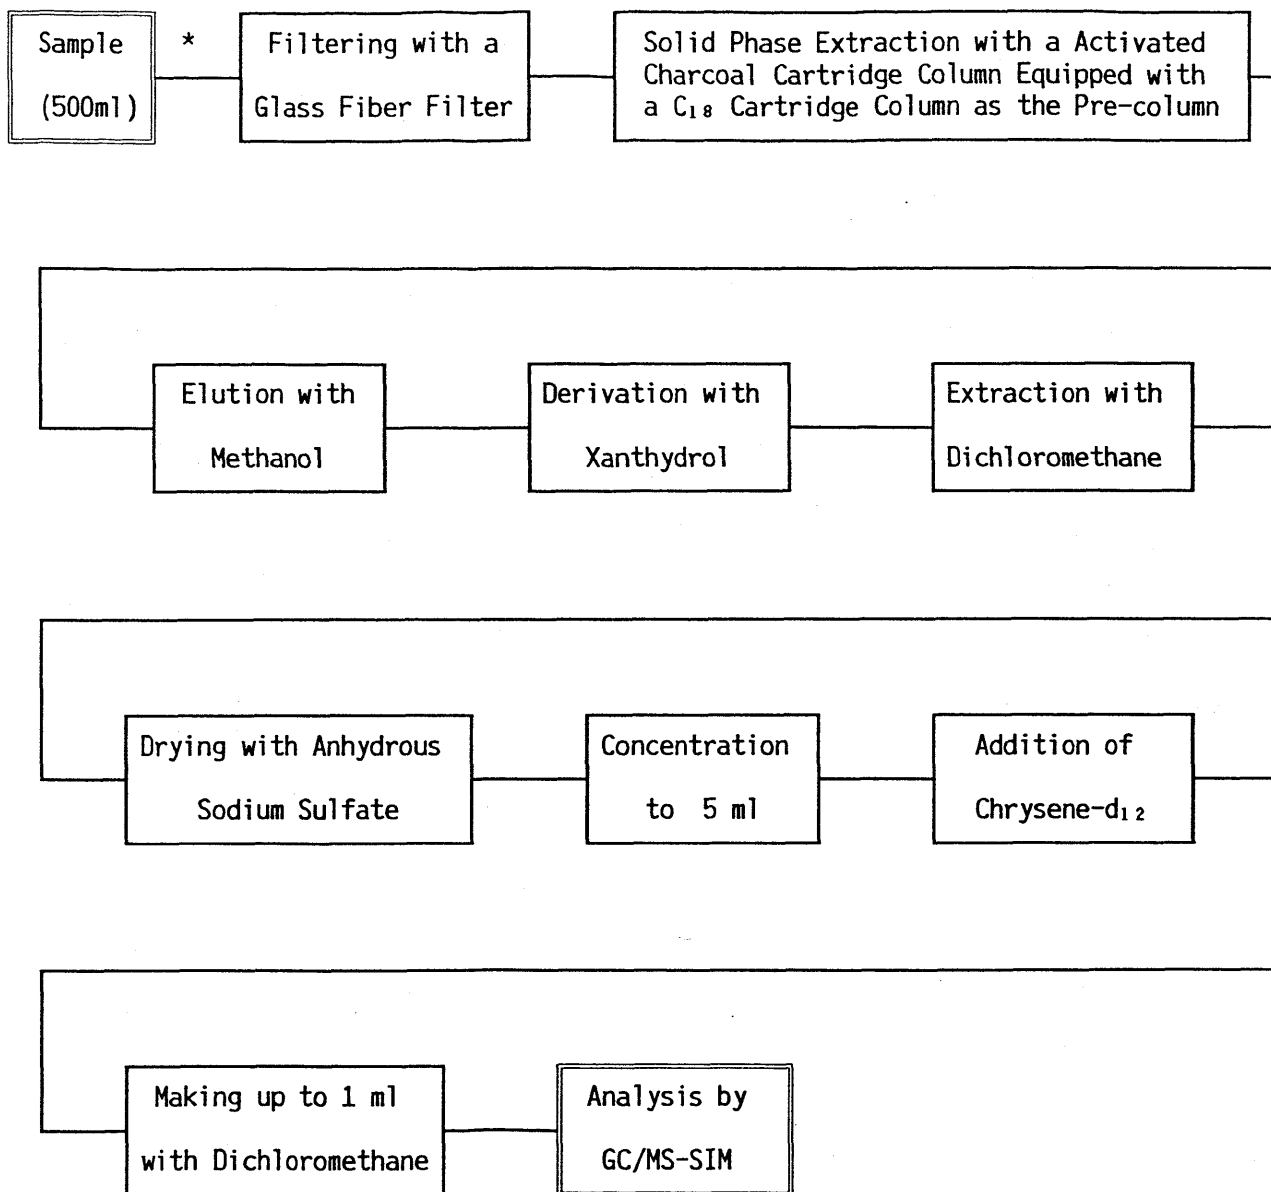 Sample
(500ml)
*
Filtering with a
Glass Fiber Filter
Solid Phase Extraction with a Activated
Charcoal Cartridge Column Equipped with
a C₁₈ Cartridge Column as the Pre-column
Elution with
Methanol
Derivation with
Xanthydrol
Extraction with
Dichloromethane
Drying with Anhydrous
Sodium Sulfate
Concentration
to 5 ml
Addition of
Chrysene-d₁₂
Making up to 1 ml
with Dichloromethane
Analysis by
GC/MS-SIM